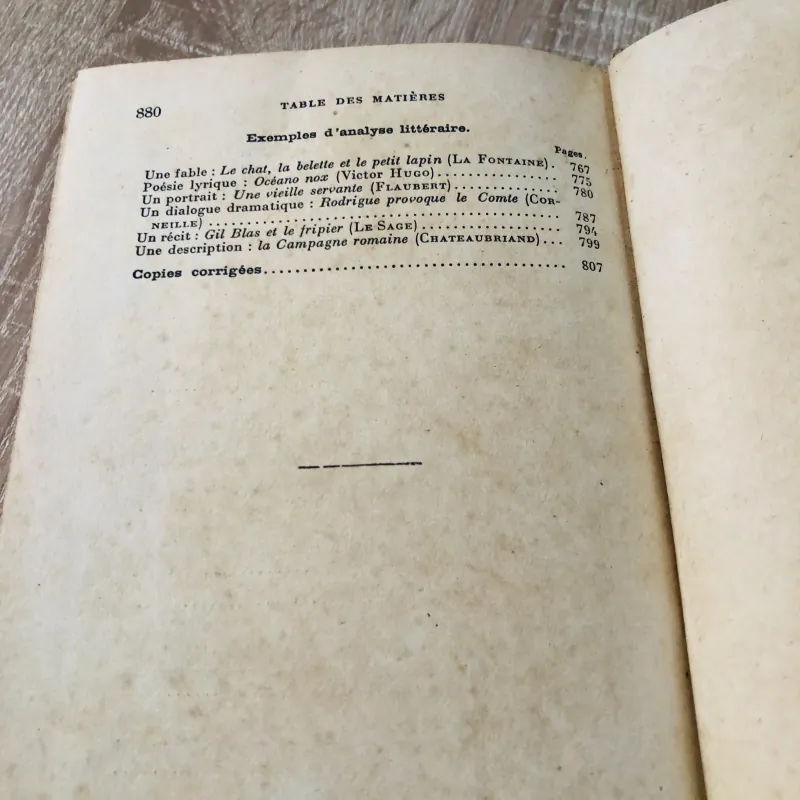 880
TABLE DES MATIÈRES
Exemples d'analyse littéraire.
Pages.
Une fable : Le chat, la belette et le petit lapin (LA FONTAINE). 767
Poésie lyrique : Océano nox (Victor HUGO)................ 775
Un portrait : Une vieille servante (FLAUBERT)............. 780
Un dialogue dramatique : Rodrigue provoque le Comte (COR-
NEILLE)................................................ 787
Un récit : Gil Blas et le fripier (LE SAGE)................. 794
Une description : la Campagne romaine (CHATEAUBRIAND)... 799
Copies corrigées........................................ 807